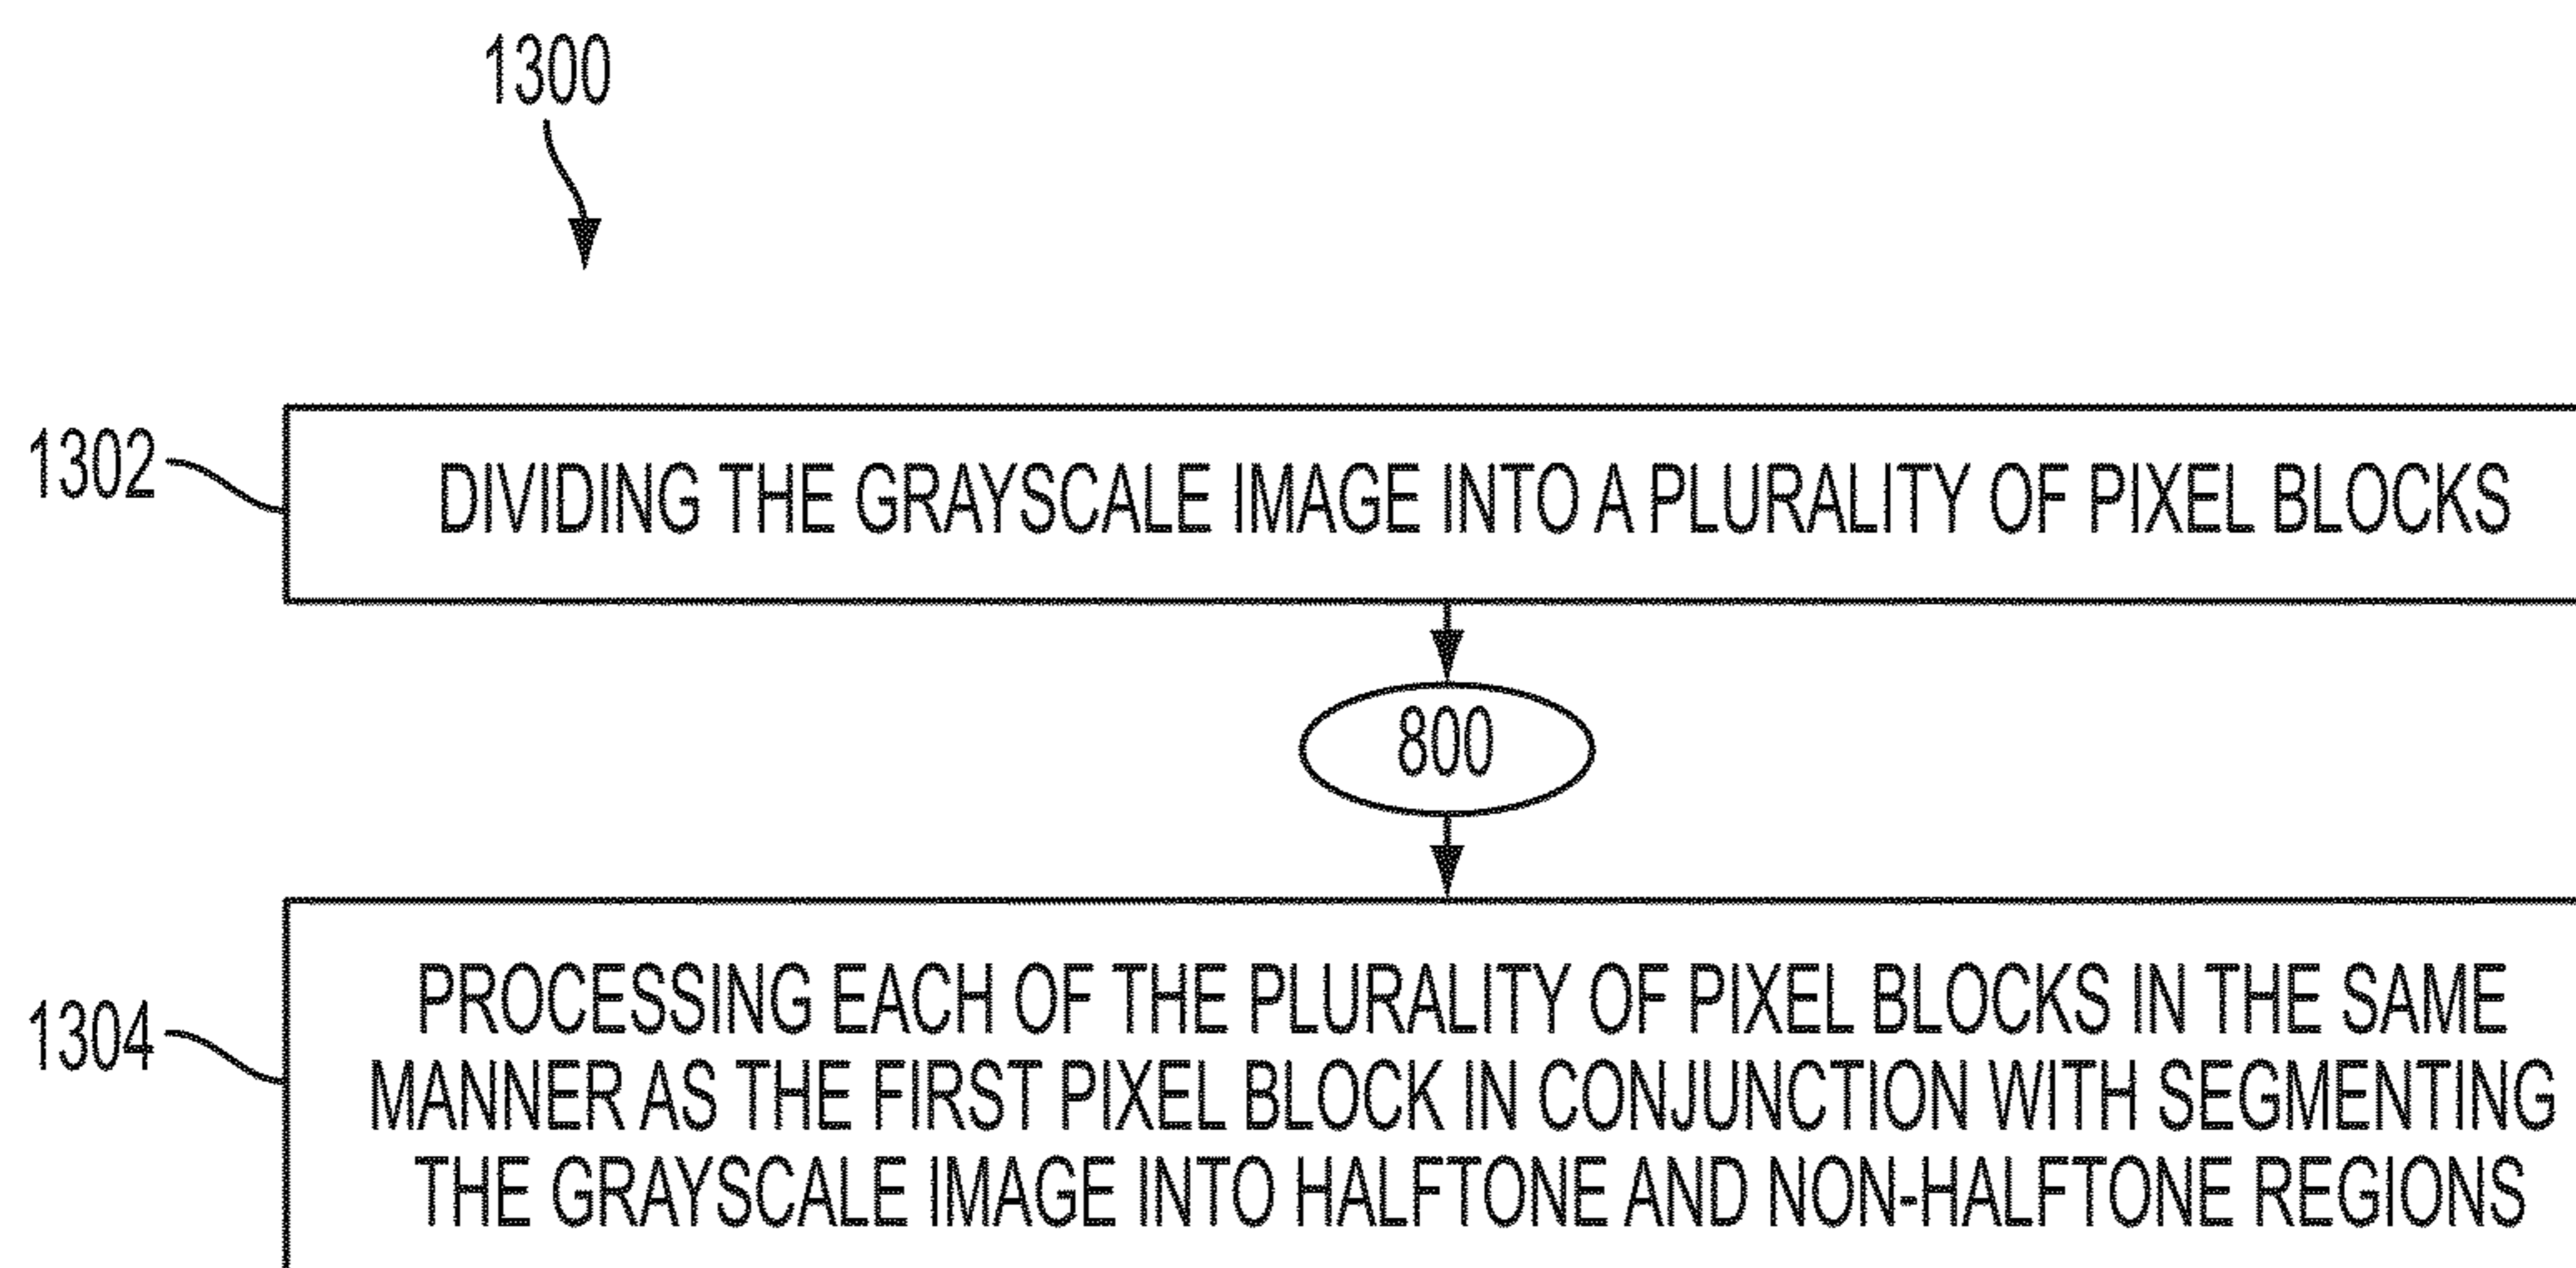 1300
1302
DIVIDING THE GRAYSCALE IMAGE INTO A PLURALITY OF PIXEL BLOCKS
800
1304
PROCESSING EACH OF THE PLURALITY OF PIXEL BLOCKS IN THE SAME
MANNER AS THE FIRST PIXEL BLOCK IN CONJUNCTION WITH SEGMENTING
THE GRAYSCALE IMAGE INTO HALFTONE AND NON-HALFTONE REGIONS